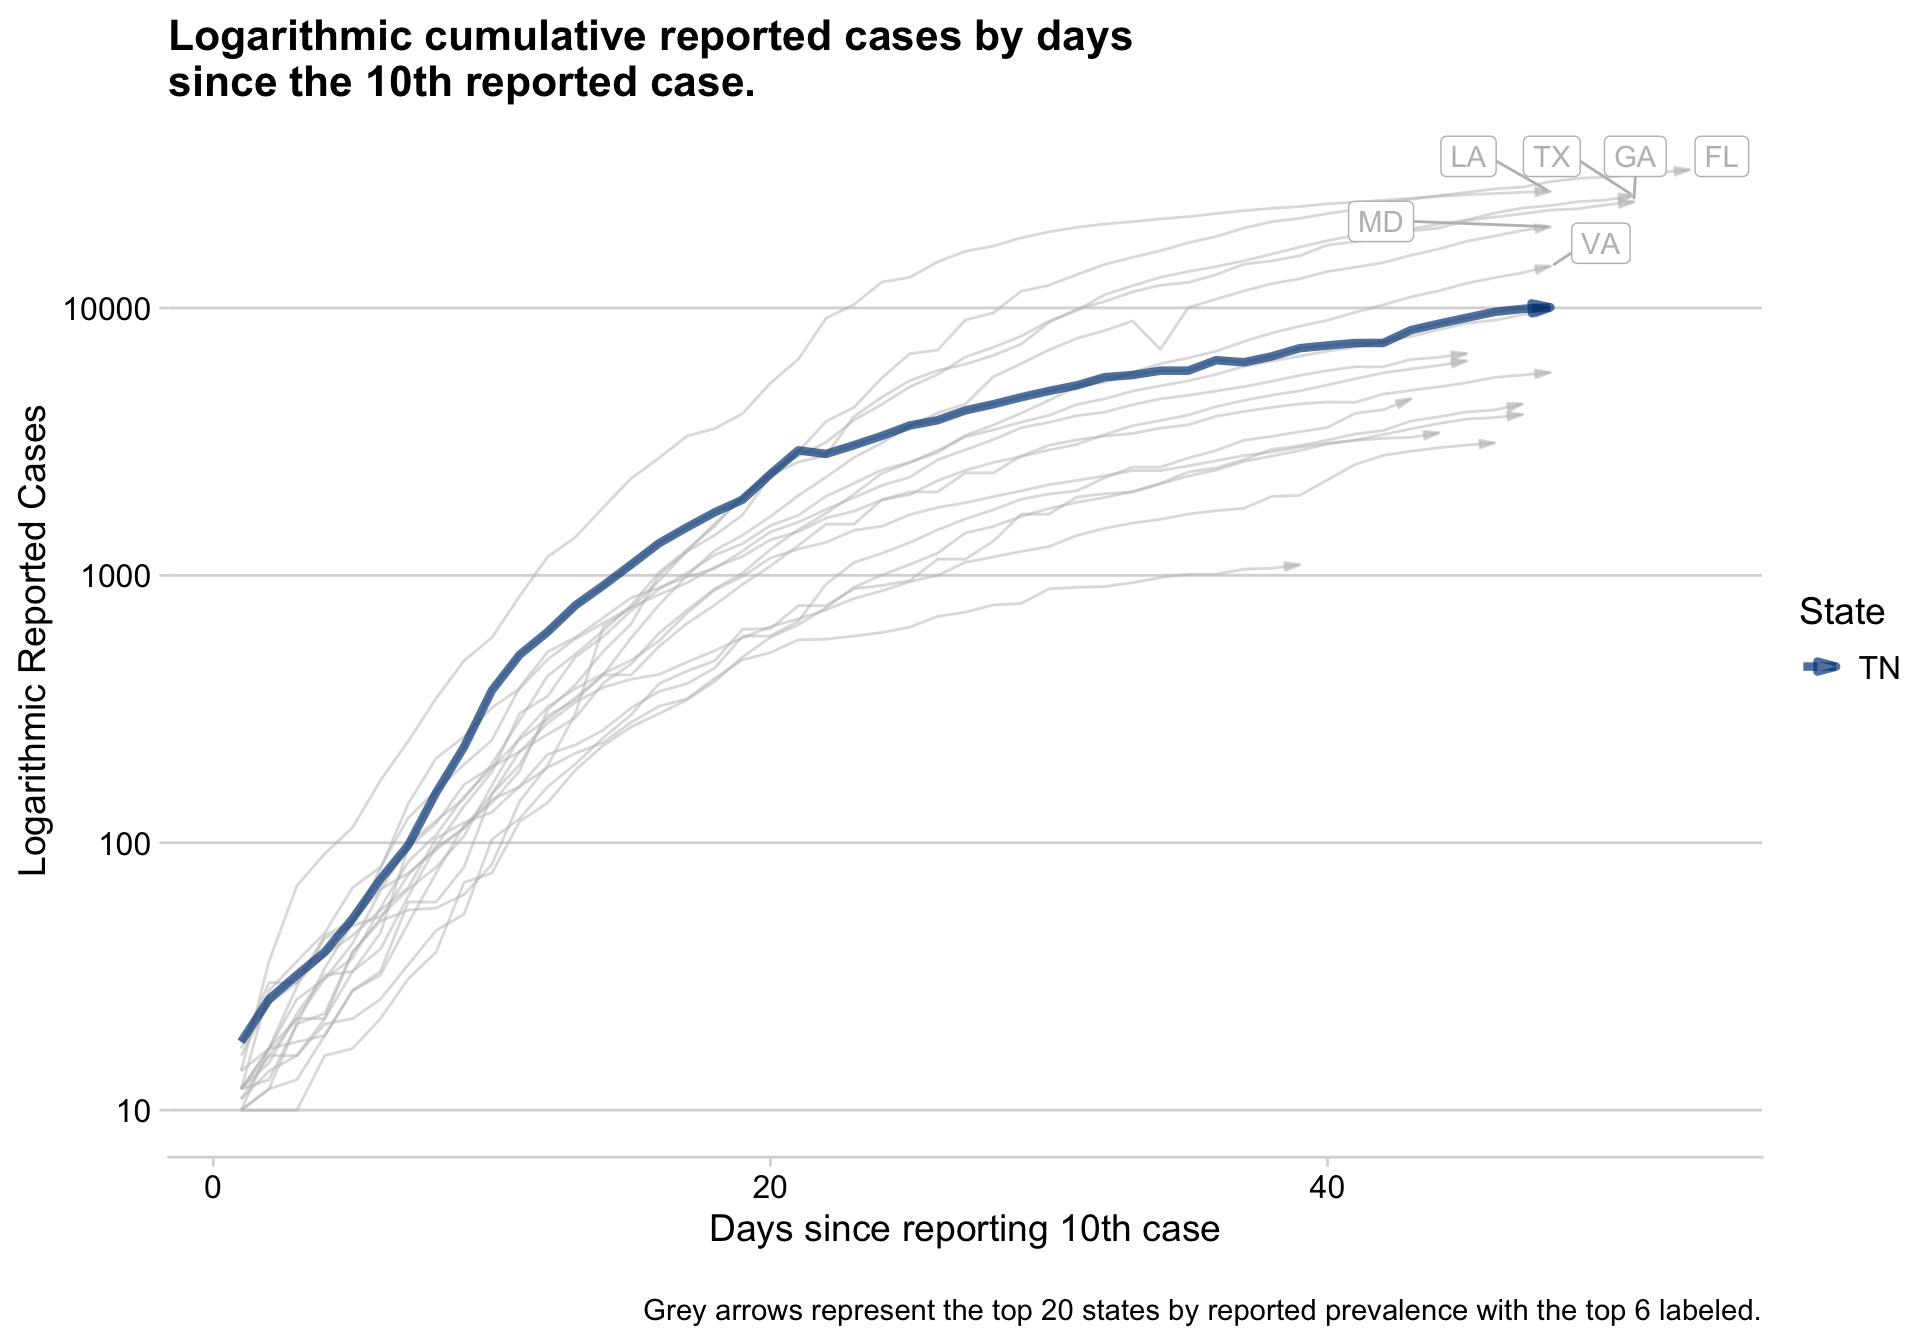 Logarithmic cumulative reported cases by days
since the 10th reported case.
LA
TX
GA
FL
MD
VA
10000
1000
100
10
Logarithmic Reported Cases
State
TN
0
20
40
Days since reporting 10th case
Grey arrows represent the top 20 states by reported prevalence with the top 6 labeled.